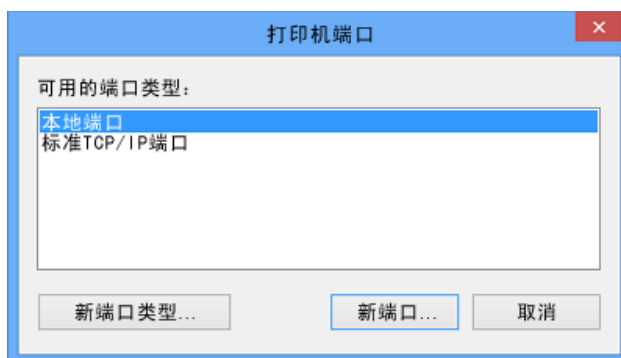 打印机端口
可用的端口类型:
本地端口
标准TCP/IP端口
新端口类型...
新端口...
取消